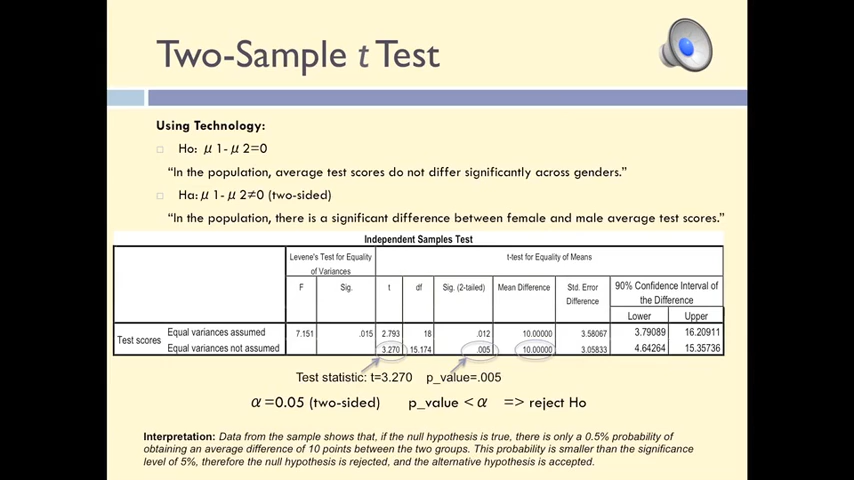 Two-Sample t Test
Using Technology:
Ho: μ 1- μ 2=0
“In the population, average test scores do not differ significantly across genders.”
Ha: μ 1- μ 2≠0 (two-sided)
“In the population, there is a significant difference between female and male average test scores.”
Independent Samples Test
Levene's Test for Equality of Variances
t-test for Equality of Means
F Sig. t df Sig. (2-tailed) Mean Difference Std. Error Difference 90% Confidence Interval of the Difference
Lower Upper
Test scores Equal variances assumed 7.151 .015 2.793 18 .012 10.00000 3.58067 3.79089 16.20911
Equal variances not assumed 3.270 15.174 .005 10.00000 3.05833 4.64264 15.35736
Test statistic: t=3.270 p_value=.005
α =0.05 (two-sided) p_value < α => reject Ho
Interpretation: Data from the sample shows that, if the null hypothesis is true, there is only a 0.5% probability of
obtaining an average difference of 10 points between the two groups. This probability is smaller than the significance
level of 5%, therefore the null hypothesis is rejected, and the alternative hypothesis is accepted.